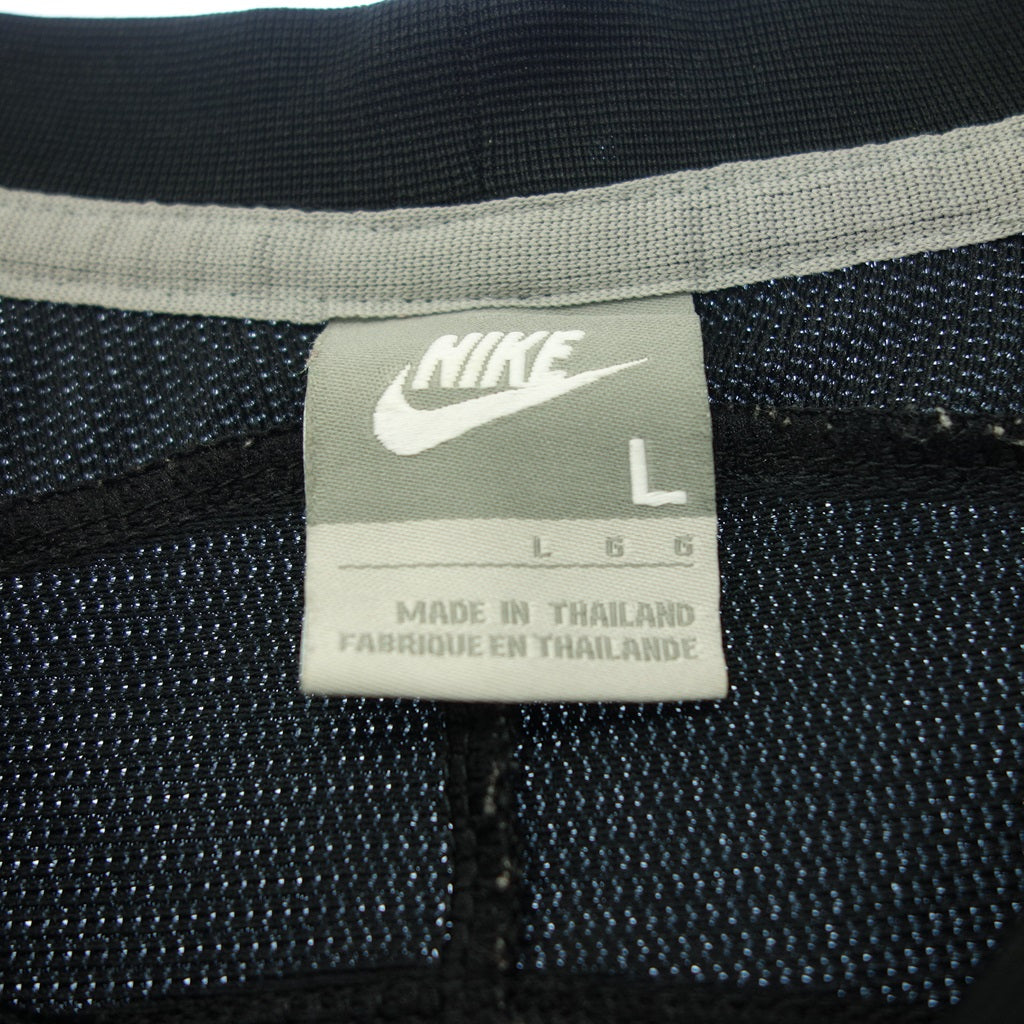 NIKE
L
L G G
MADE IN THAILAND
FABRIQUE EN THAILANDE